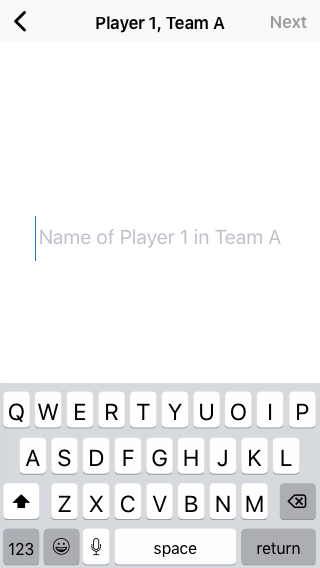 Player 1, Team A Next
Name of Player 1 in Team A
Q W E R T Y U O I P
A S D F G H J K L
Z X C V B N M
123 space return